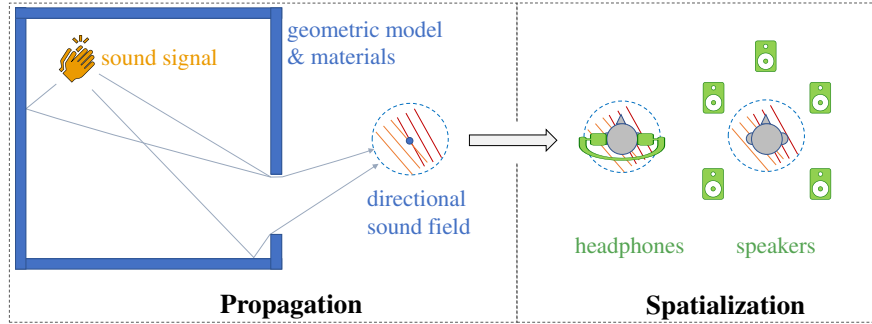 geometric model
& materials
sound signal
directional
sound field
headphones
speakers
Propagation
Spatialization